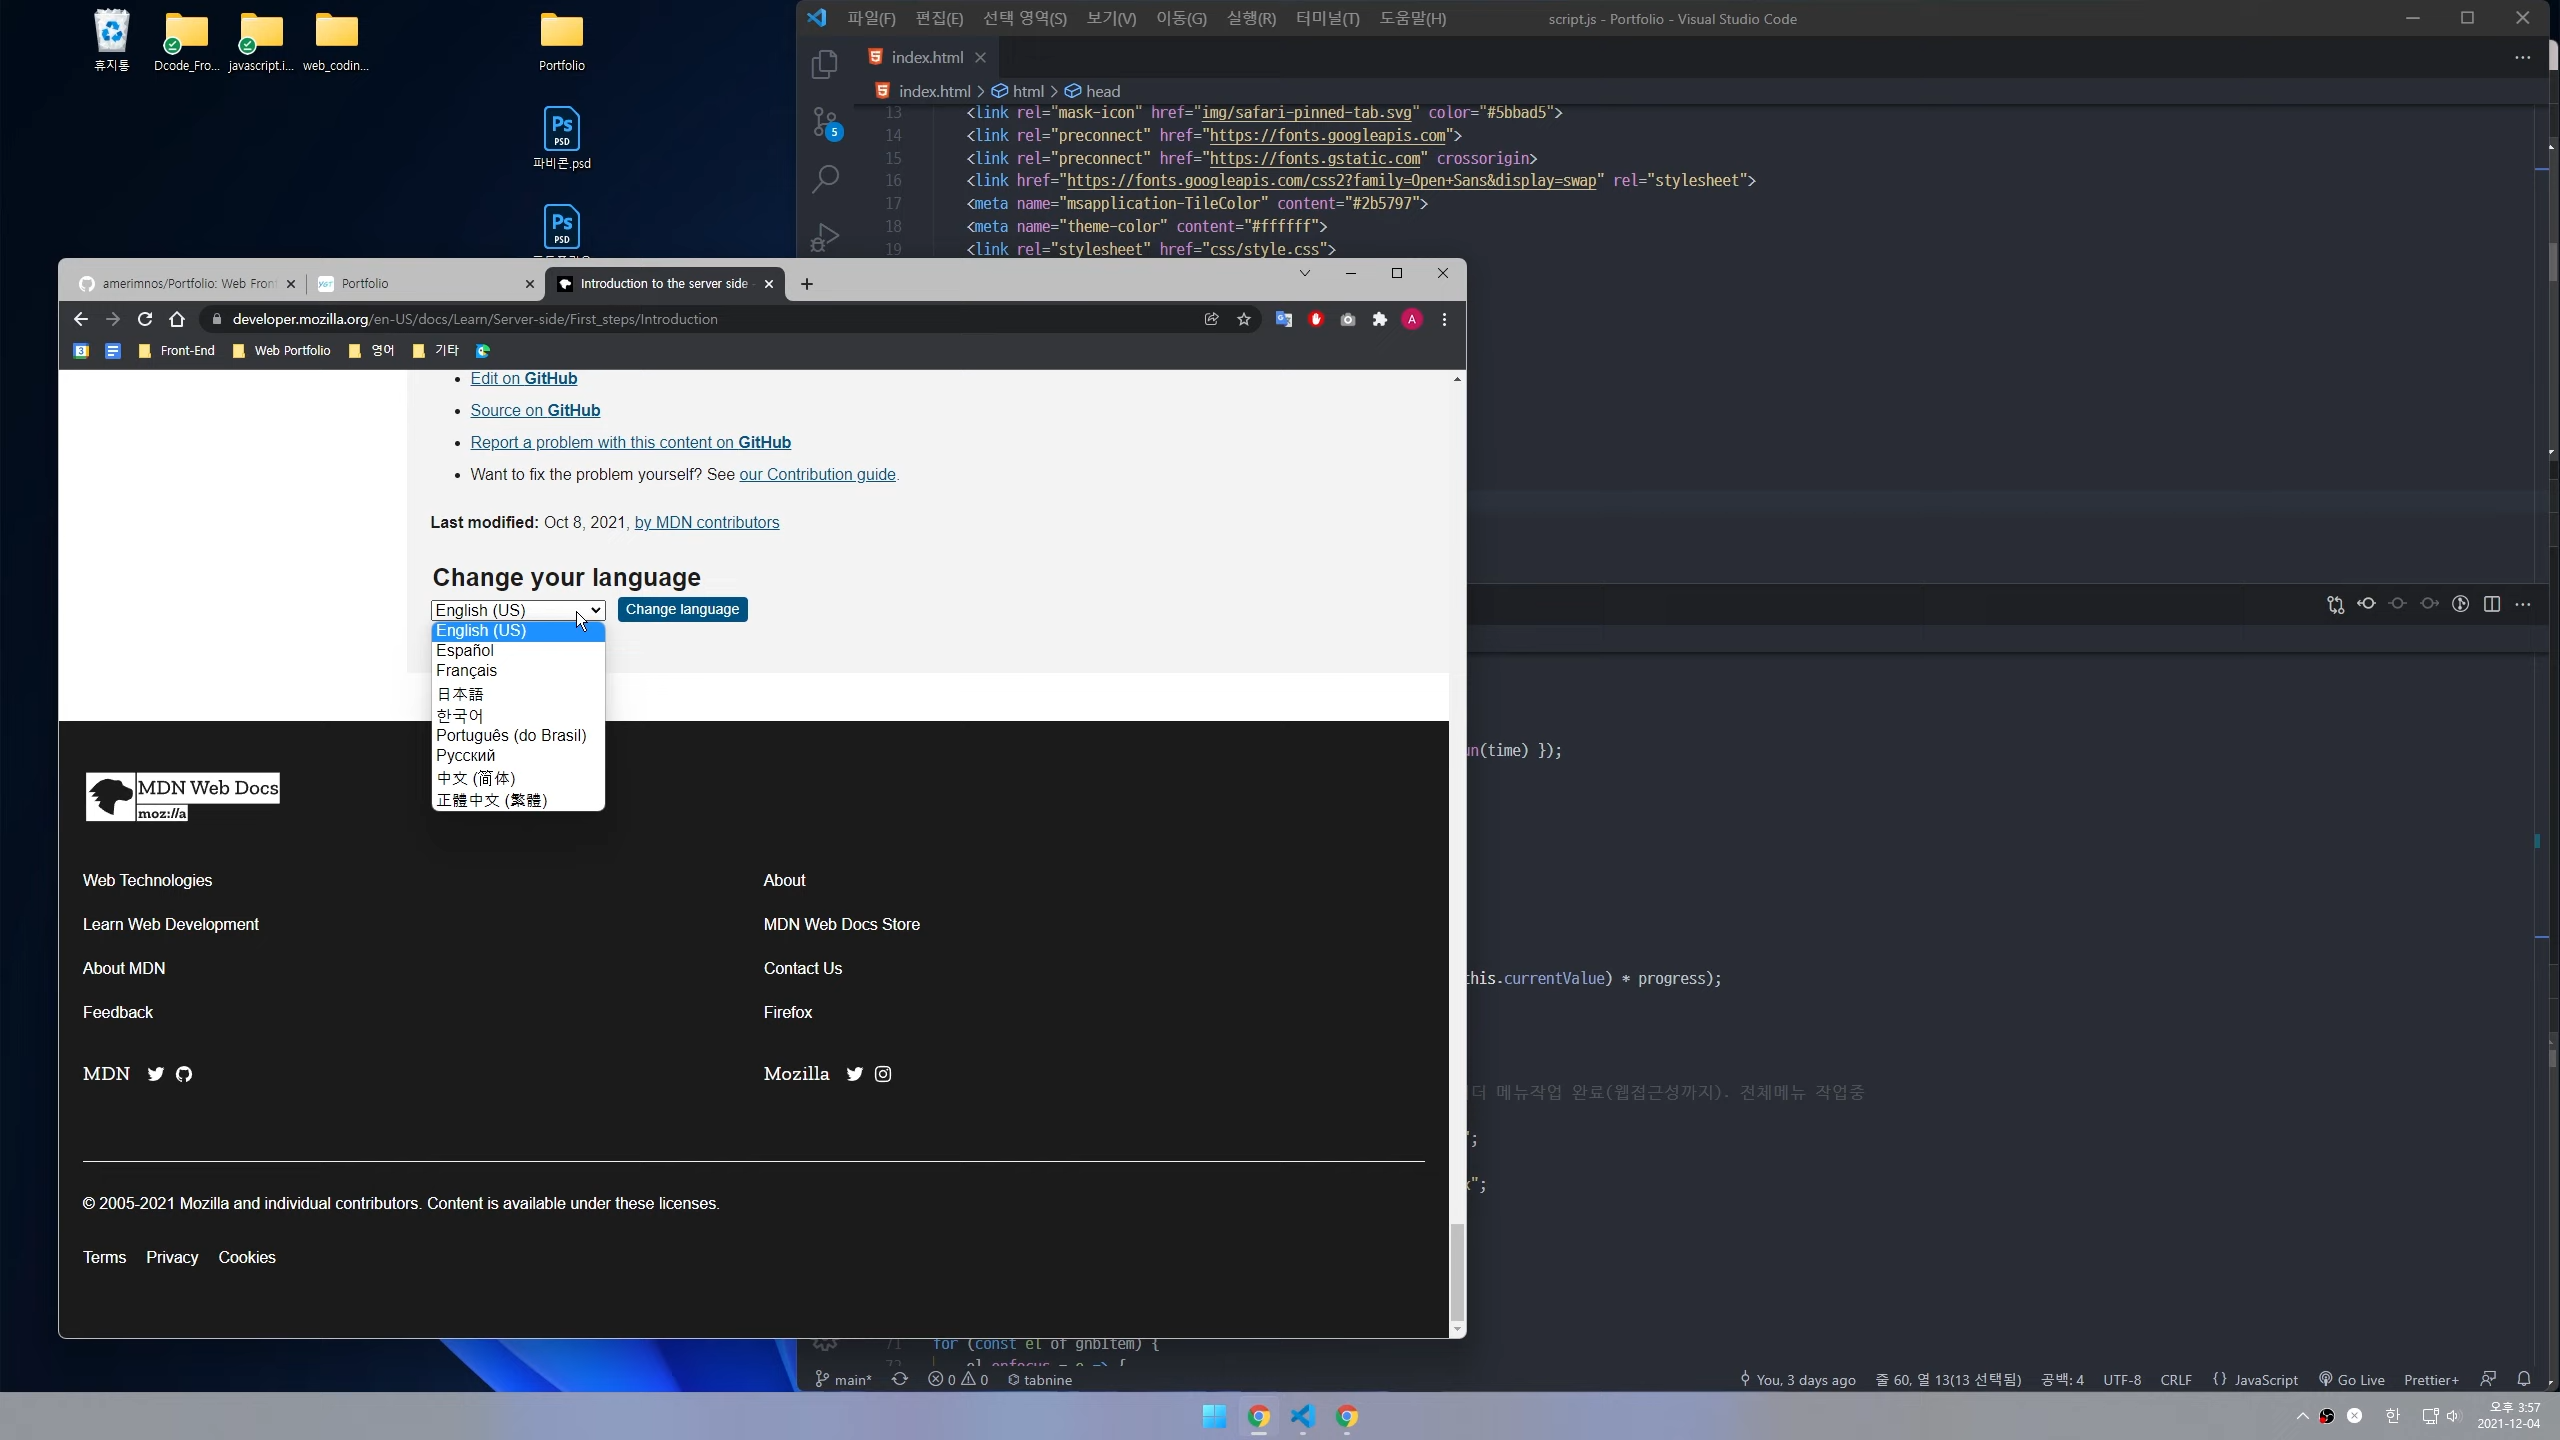 휴지통
Dcode_Fro...
javascript.i...
web_codin...
Portfolio
Ps
PSD
파비콘.psd
Ps
PSD
파일(F) 편집(E) 선택 영역(S) 보기(V) 이동(G) 실행(R) 터미널(T) 도움말(H)
script.js - Portfolio - Visual Studio Code
index.html
index.html > html > head
5
13 <link rel="mask-icon" href="img/safari-pinned-tab.svg" color="#5bbad5">
14 <link rel="preconnect" href="https://fonts.googleapis.com">
15 <link rel="preconnect" href="https://fonts.gstatic.com" crossorigin>
16 <link href="https://fonts.googleapis.com/css2?family=Open+Sans&display=swap" rel="stylesheet">
17 <meta name="msapplication-TileColor" content="#2b5797">
18 <meta name="theme-color" content="#ffffff">
19 <link rel="stylesheet" href="css/style.css">
amerimnos/Portfolio: Web Front
Portfolio
Introduction to the server side
developer.mozilla.org/en-US/docs/Learn/Server-side/First_steps/Introduction
A
Front-End
Web Portfolio
영어
기타
Edit on GitHub
Source on GitHub
Report a problem with this content on GitHub
Want to fix the problem yourself? See our Contribution guide.
Last modified: Oct 8, 2021, by MDN contributors
Change your language
English (US)
Change language
English (US)
Español
Français
日本語
한국어
Português (do Brasil)
Русский
中文 (简体)
正體中文 (繁體)
MDN Web Docs
moz://a
Web Technologies
About
Learn Web Development
MDN Web Docs Store
About MDN
Contact Us
Feedback
Firefox
MDN
Mozilla
© 2005-2021 Mozilla and individual contributors. Content is available under these licenses.
Terms Privacy Cookies
un(time) });
this.currentValue) * progress);
더 메뉴작업 완료(웹접근성까지). 전체메뉴 작업중
";
";
71 for (const el of gnbItem) {
72 el.onfocus = e => {
main* 0 0 tabnine
You, 3 days ago
줄 60, 열 13(13 선택됨)
공백: 4
UTF-8
CRLF
{} JavaScript
Go Live
Prettier+
한
오후 3:57
2021-12-04